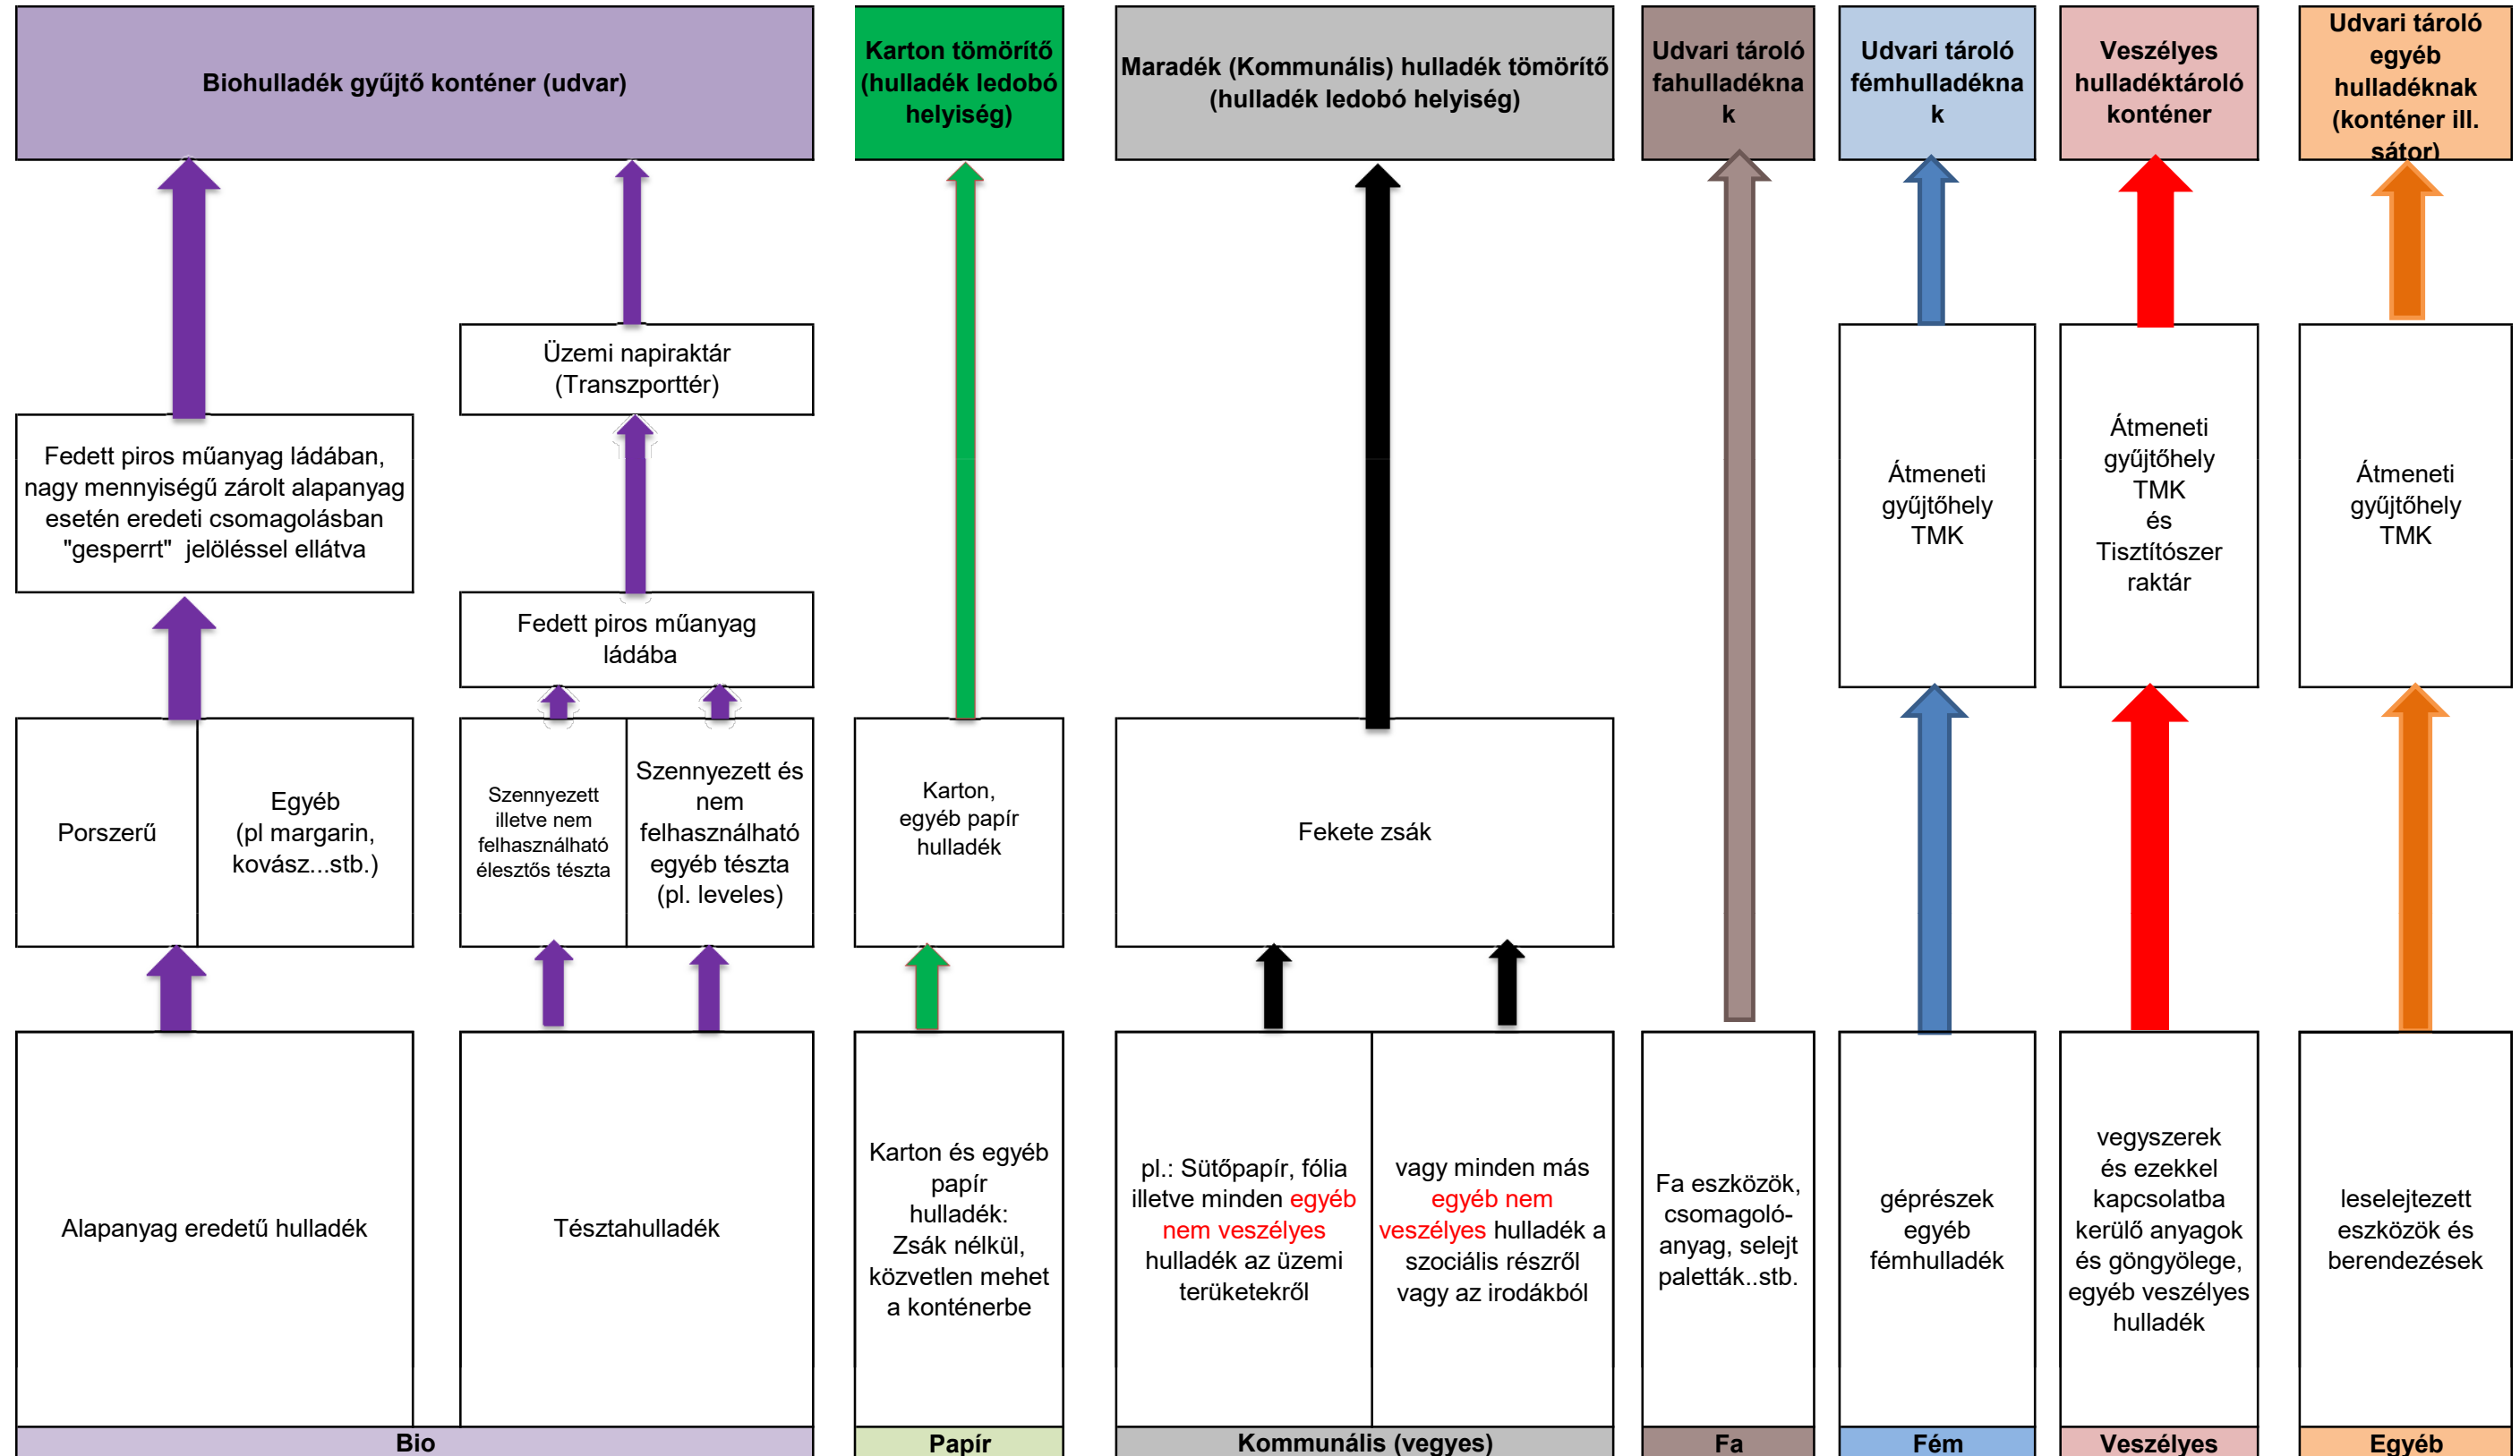 Biohulladék gyűjtő konténer (udvar)
Karton tömörítő
(hulladék ledobó
helyiség)
Maradék (Kommunális) hulladék tömörítő
(hulladék ledobó helyiség)
Udvari tároló
fahulladékna
k
Udvari tároló
fémhulladékna
k
Veszélyes
hulladéktároló
konténer
Udvari tároló
egyéb
hulladéknak
(konténer ill.
sátor)
Üzemi napiraktár
(Transzporttér)
Fedett piros műanyag ládában,
nagy mennyiségű zárolt alapanyag
esetén eredeti csomagolásban
"gesperrt" jelöléssel ellátva
Fedett piros műanyag
ládába
Átmeneti
gyűjtőhely
TMK
Átmeneti
gyűjtőhely
TMK
és
Tisztítószer
raktár
Átmeneti
gyűjtőhely
TMK
Porszerű
Egyéb
(pl margarin,
kovász...stb.)
Szennyezett
illetve nem
felhasználható
élesztős tészta
Szennyezett és
nem
felhasználható
egyéb tészta
(pl. leveles)
Karton,
egyéb papír
hulladék
Fekete zsák
Alapanyag eredetű hulladék
Tésztahulladék
Karton és egyéb
papír
hulladék:
Zsák nélkül,
közvetlen mehet
a konténerbe
pl.: Sütőpapír, fólia
illetve minden egyéb
nem veszélyes
hulladék az üzemi
terüketekről
vagy minden más
egyéb nem
veszélyes hulladék a
szociális részről
vagy az irodákból
Fa eszközök,
csomagoló-
anyag, selejt
paletták..stb.
géprészek
egyéb
fémhulladék
vegyszerek
és ezekkel
kapcsolatba
kerülő anyagok
és göngyölege,
egyéb veszélyes
hulladék
leselejtezett
eszközök és
berendezések
Bio
Papír
Kommunális (vegyes)
Fa
Fém
Veszélyes
Egyéb